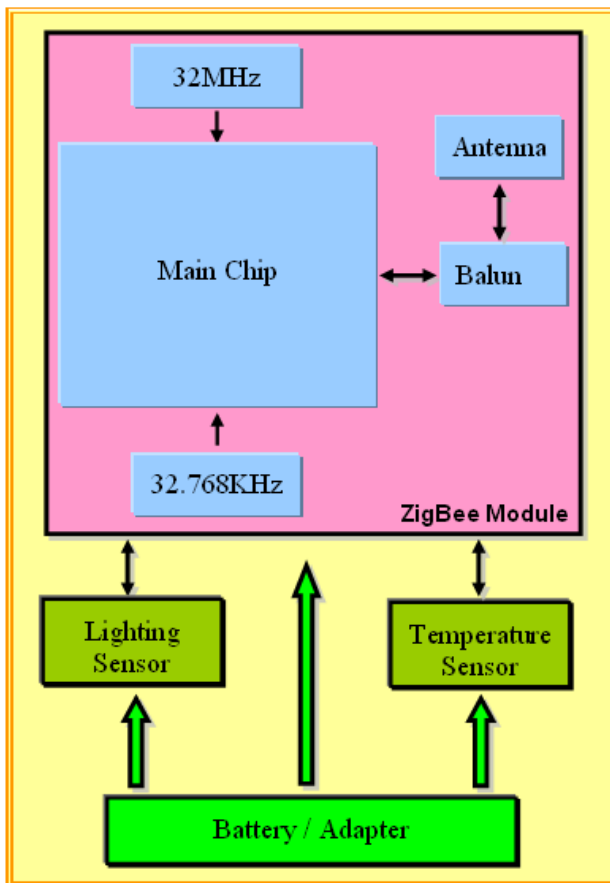 32MHz
Antenna
Main Chip
Balun
32.768KHz
ZigBee Module
Lighting
Sensor
Temperature
Sensor
Battery / Adapter